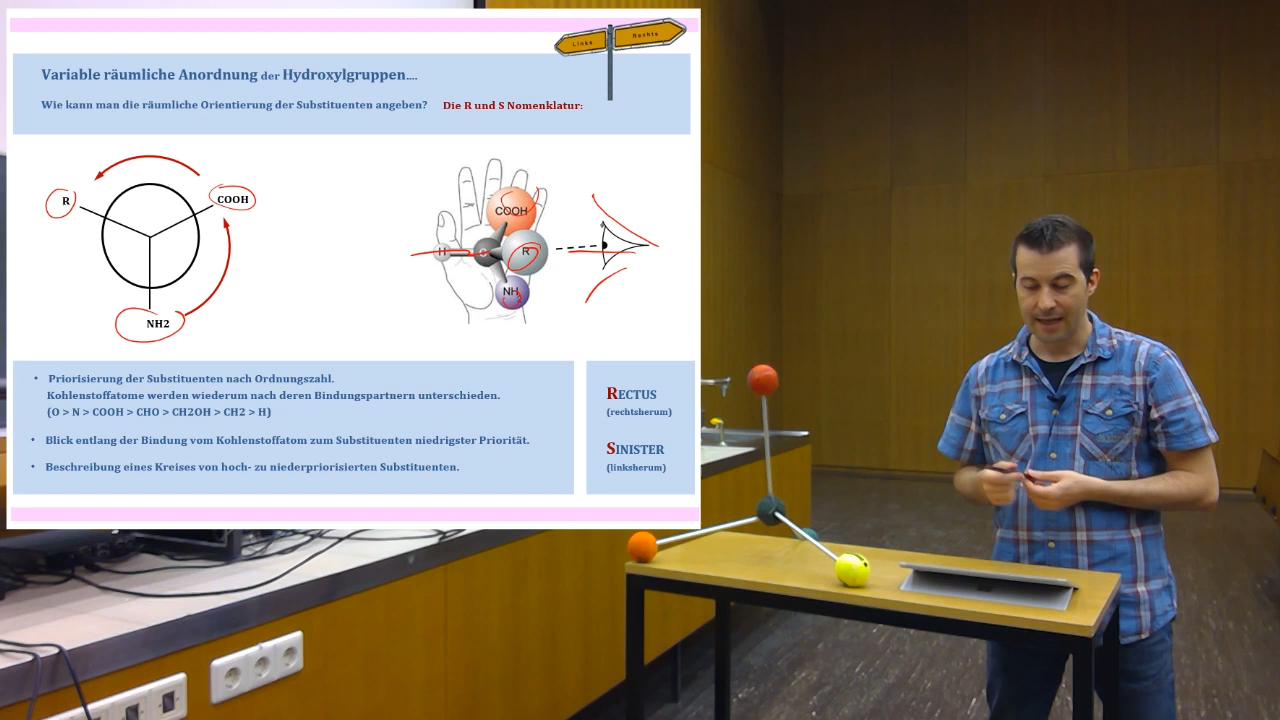 Links
Rechts
Variable räumliche Anordnung der Hydroxylgruppen....
Wie kann man die räumliche Orientierung der Substituenten angeben? Die R und S Nomenklatur:
R
COOH
NH2
COOH
H
C
R
NH
• Priorisierung der Substituenten nach Ordnungszahl.
Kohlenstoffatome werden wiederum nach deren Bindungspartnern unterschieden.
(O > N > COOH > CHO > CH2OH > CH2 > H)
• Blick entlang der Bindung vom Kohlenstoffatom zum Substituenten niedrigster Priorität.
• Beschreibung eines Kreises von hoch- zu niederpriorisierten Substituenten.
RECTUS
(rechtsherum)
SINISTER
(linksherum)